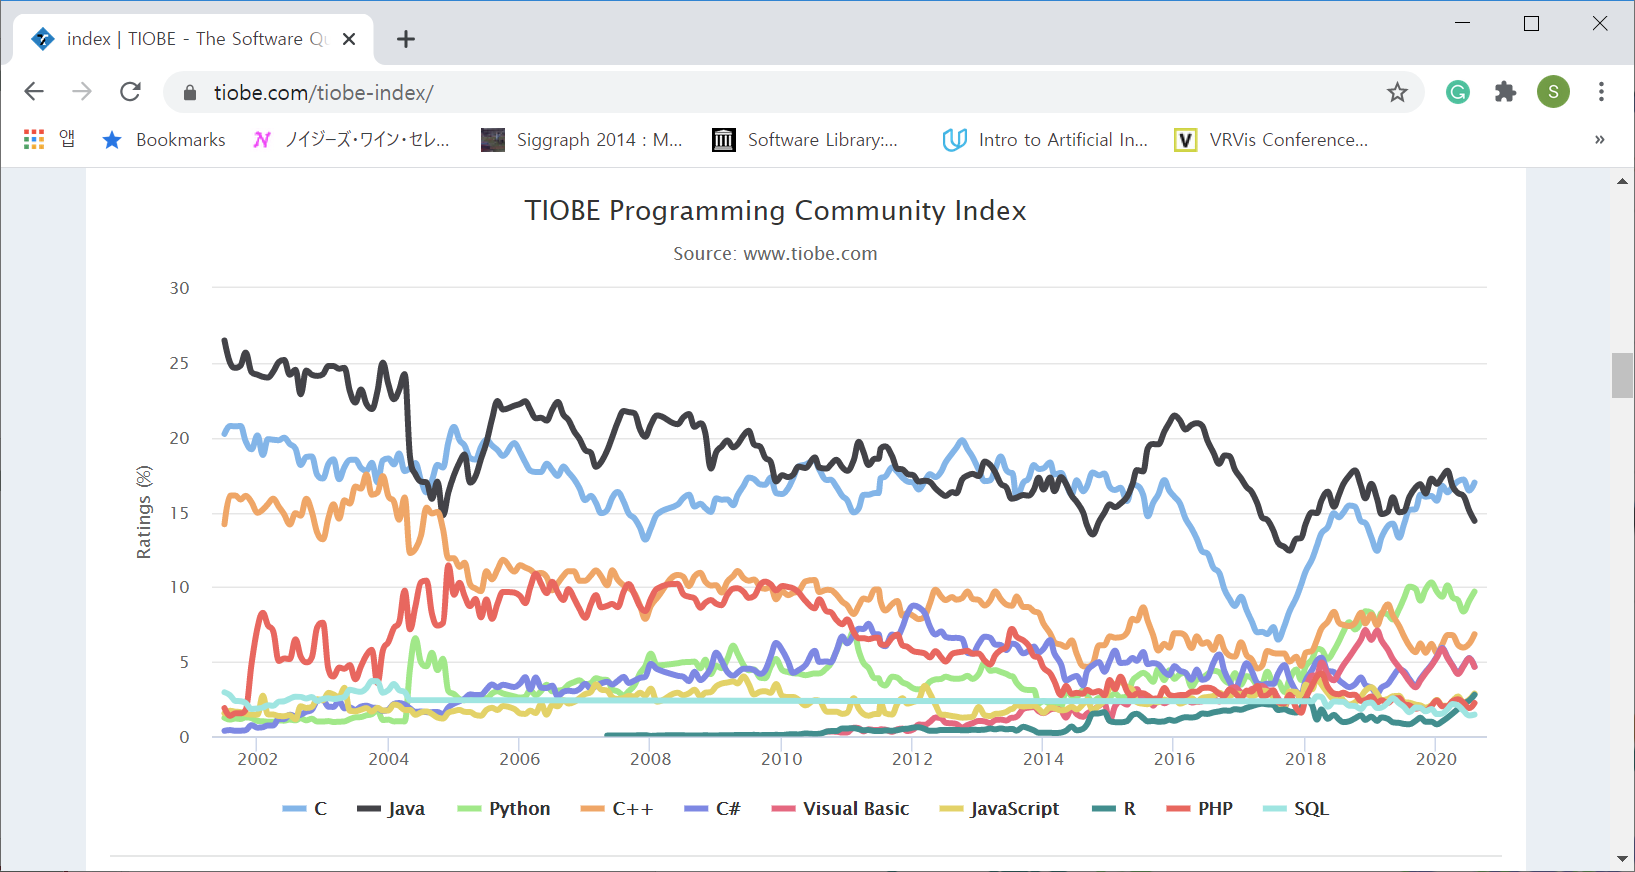 index | TIOBE - The Software Qu
tiobe.com/tiobe-index/
S
앱 Bookmarks ノイジーズ・ワイン・セレ... Siggraph 2014 : M... Software Library:... Intro to Artificial In... V VRVis Conference... »
TIOBE Programming Community Index
Source: www.tiobe.com
Ratings (%)
30
25
20
15
10
5
0
2002 2004 2006 2008 2010 2012 2014 2016 2018 2020
C Java Python C++ C# Visual Basic JavaScript R PHP SQL